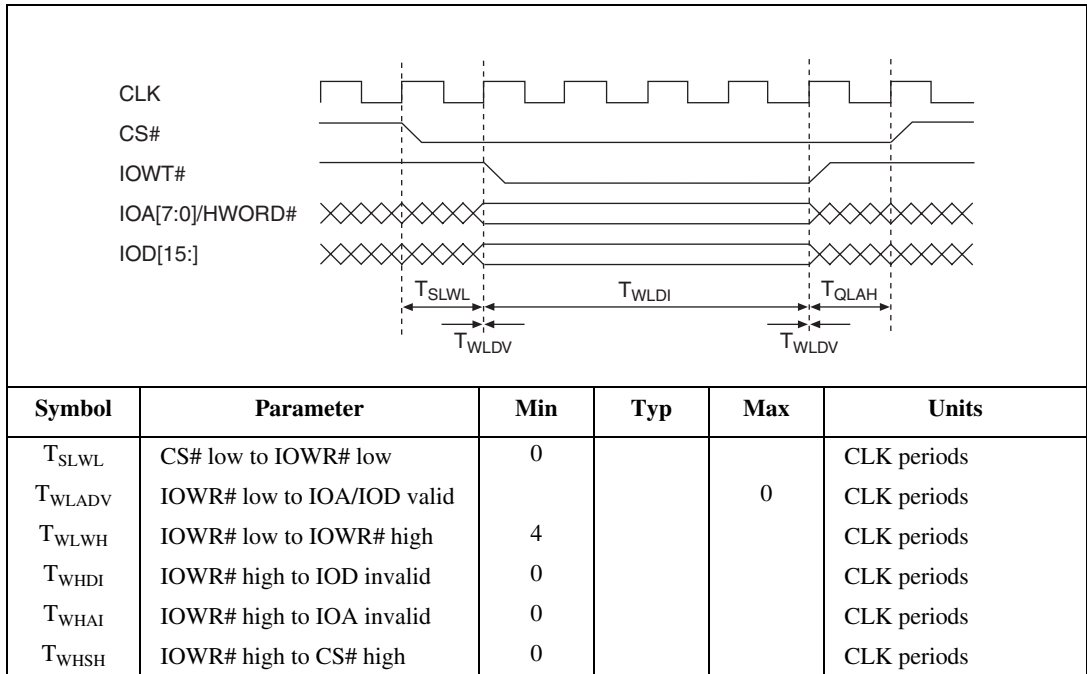 CLK
CS#
IOWT#
IOA[7:0]/HWORD#
IOD[15:]
TSLWL TWLDI TQLAH
TWLDV TWLDV
Symbol Parameter Min Typ Max Units
TSLWL CS# low to IOWR# low 0 CLK periods
TWLADV IOWR# low to IOA/IOD valid 0 CLK periods
TWLWH IOWR# low to IOWR# high 4 CLK periods
TWHDI IOWR# high to IOD invalid 0 CLK periods
TWHAI IOWR# high to IOA invalid 0 CLK periods
TWHSH IOWR# high to CS# high 0 CLK periods